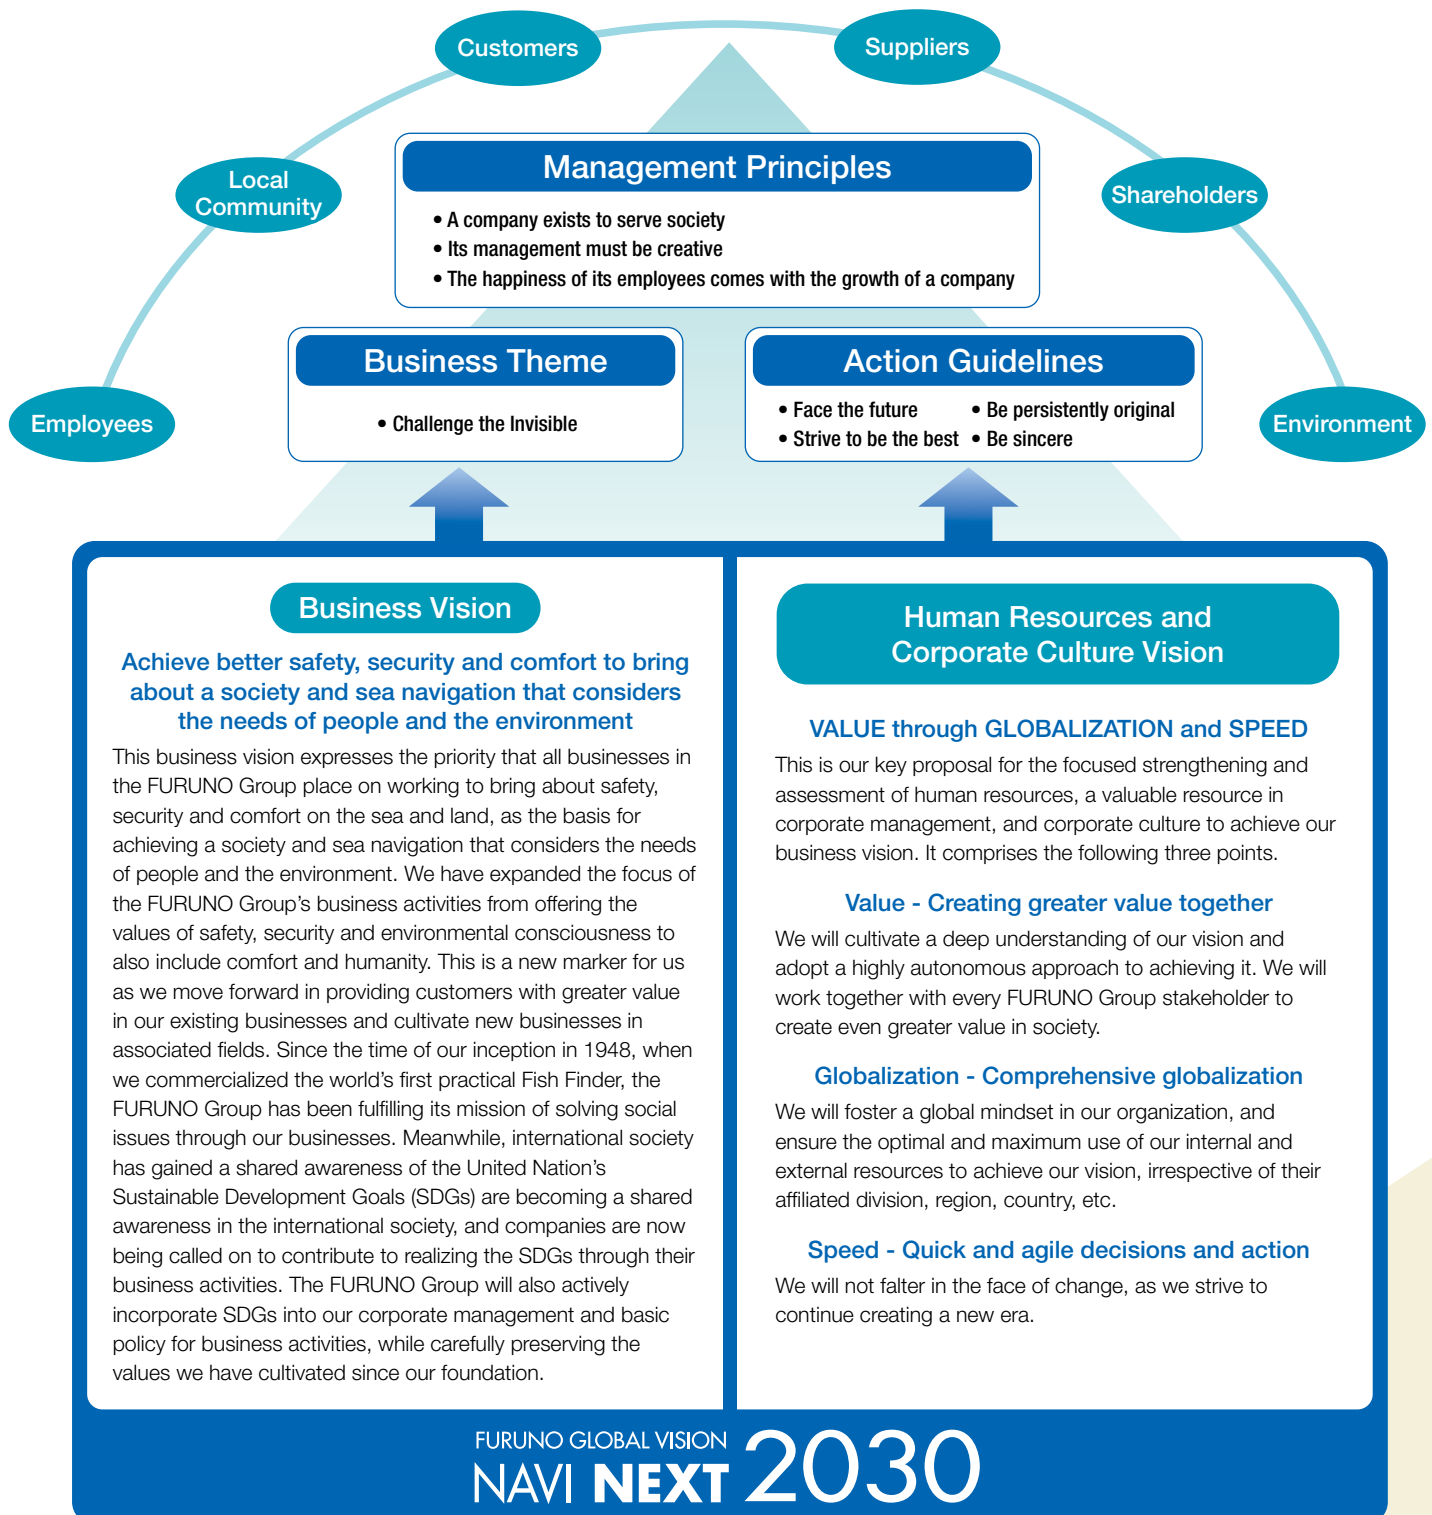 Customers
Suppliers
Local
Community
Shareholders
Employees
Environment
Management Principles
• A company exists to serve society
• Its management must be creative
• The happiness of its employees comes with the growth of a company
Business Theme
• Challenge the Invisible
Action Guidelines
• Face the future • Be persistently original
• Strive to be the best • Be sincere
Business Vision
Achieve better safety, security and comfort to bring
about a society and sea navigation that considers
the needs of people and the environment
This business vision expresses the priority that all businesses in
the FURUNO Group place on working to bring about safety,
security and comfort on the sea and land, as the basis for
achieving a society and sea navigation that considers the needs
of people and the environment. We have expanded the focus of
the FURUNO Group’s business activities from offering the
values of safety, security and environmental consciousness to
also include comfort and humanity. This is a new marker for us
as we move forward in providing customers with greater value
in our existing businesses and cultivate new businesses in
associated fields. Since the time of our inception in 1948, when
we commercialized the world’s first practical Fish Finder, the
FURUNO Group has been fulfilling its mission of solving social
issues through our businesses. Meanwhile, international society
has gained a shared awareness of the United Nation’s
Sustainable Development Goals (SDGs) are becoming a shared
awareness in the international society, and companies are now
being called on to contribute to realizing the SDGs through their
business activities. The FURUNO Group will also actively
incorporate SDGs into our corporate management and basic
policy for business activities, while carefully preserving the
values we have cultivated since our foundation.
Human Resources and
Corporate Culture Vision
VALUE through GLOBALIZATION and SPEED
This is our key proposal for the focused strengthening and
assessment of human resources, a valuable resource in
corporate management, and corporate culture to achieve our
business vision. It comprises the following three points.
Value - Creating greater value together
We will cultivate a deep understanding of our vision and
adopt a highly autonomous approach to achieving it. We will
work together with every FURUNO Group stakeholder to
create even greater value in society.
Globalization - Comprehensive globalization
We will foster a global mindset in our organization, and
ensure the optimal and maximum use of our internal and
external resources to achieve our vision, irrespective of their
affiliated division, region, country, etc.
Speed - Quick and agile decisions and action
We will not falter in the face of change, as we strive to
continue creating a new era.
FURUNO GLOBAL VISION
NAVI NEXT 2030